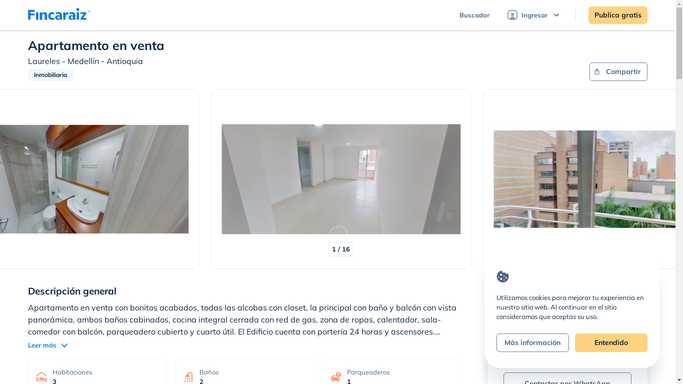 Fincaraiz
Buscador
Ingresar
Publica gratis
Apartamento en venta
Laureles - Medellín - Antioquia
Inmobiliaria
Compartir
1 / 16
Descripción general
Apartamento en venta con bonitos acabados, todas las alcobas con closet, la principal con baño y balcón con vista
panorámica, ambos baños cabinados, cocina integral cerrada con red de gas, zona de ropas, calentador, sala-
comedor con balcón, parqueadero cubierto y cuarto útil. El Edificio cuenta con portería 24 horas y ascensores....
Leer más
Habitaciones
3
Baños
2
Parqueaderos
1
Utilizamos cookies para mejorar tu experiencia en
nuestro sitio web. Al continuar en el sitio
consideramos que aceptas su uso.
Más información
Entendido
Contactar por WhatsApp